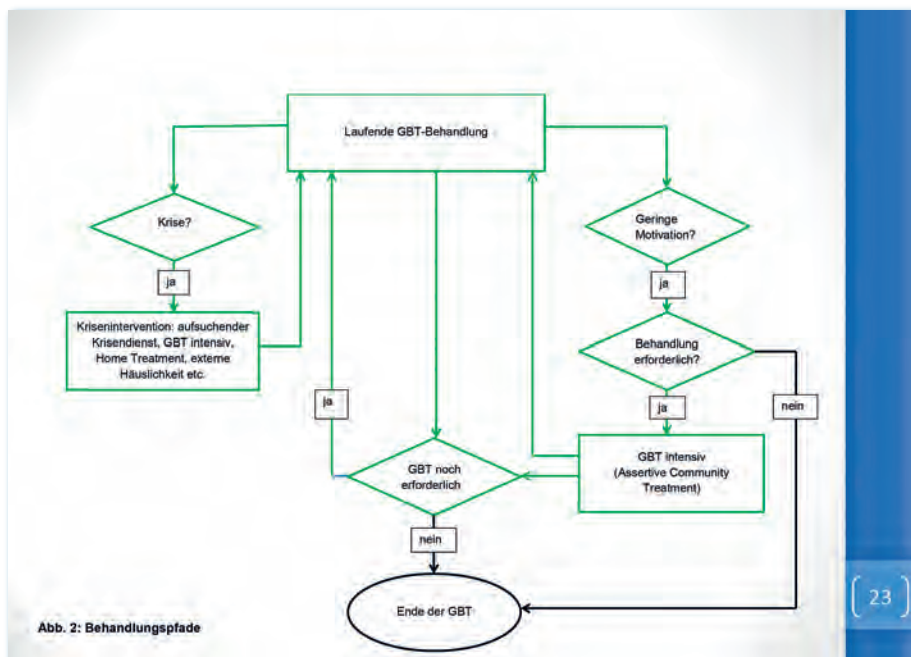 Laufende GBT-Behandlung
Krise?
ja
Krisenintervention: aufsuchender
Krisendienst, GBT intensiv,
Home Treatment, externe
Häuslichkeit etc.
Geringe
Motivation?
ja
Behandlung
erforderlich?
ja
nein
GBT intensiv
(Assertive Community
Treatment)
ja
GBT noch
erforderlich
nein
Ende der GBT
Abb. 2: Behandlungspfade
23